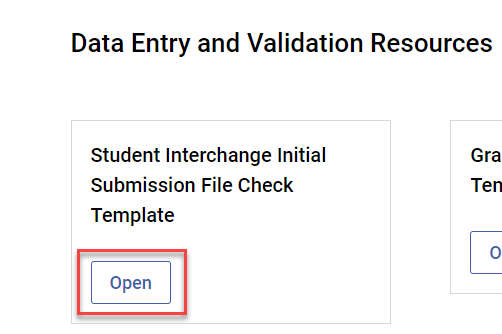 Data Entry and Validation Resources
Student Interchange Initial
Submission File Check
Template
Open